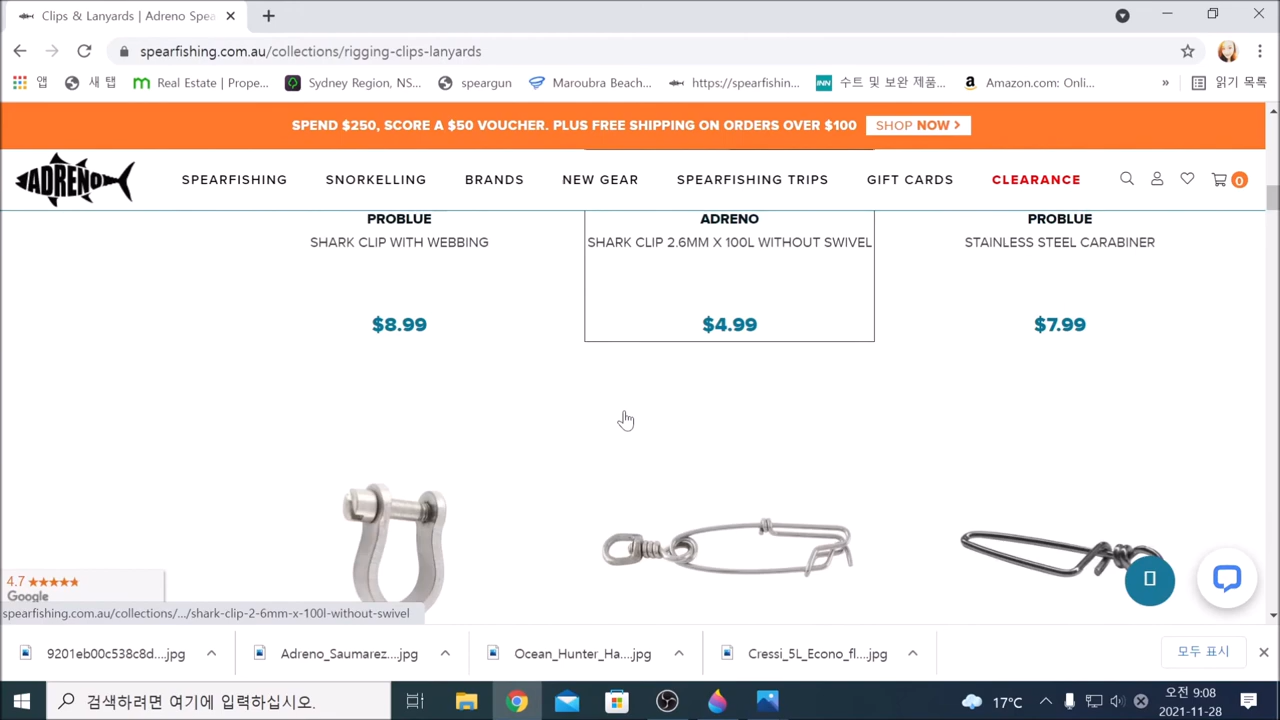 Clips & Lanyards | Adreno Spea
spearfishing.com.au/collections/rigging-clips-lanyards
앱 새 탭 Real Estate | Prope... Sydney Region, NS... speargun Maroubra Beach... https://spearfishin... INN 수트 및 보완 제품... Amazon.com: Onli... » 읽기 목록
SPEND $250, SCORE A $50 VOUCHER. PLUS FREE SHIPPING ON ORDERS OVER $100 SHOP NOW >
ADRENO SPEARFISHING SNORKELLING BRANDS NEW GEAR SPEARFISHING TRIPS GIFT CARDS CLEARANCE 0
PROBLUE ADRENO PROBLUE
SHARK CLIP WITH WEBBING SHARK CLIP 2.6MM X 100L WITHOUT SWIVEL STAINLESS STEEL CARABINER
$8.99 $4.99 $7.99
4.7 ★★★★★
Google
spearfishing.com.au/collections/.../shark-clip-2-6mm-x-100l-without-swivel
9201eb00c538c8d....jpg Adreno_Saumarez....jpg Ocean_Hunter_Ha....jpg Cressi_5L_Econo_fl....jpg 모두 표시
검색하려면 여기에 입력하십시오. 17°C 오전 9:08
2021-11-28